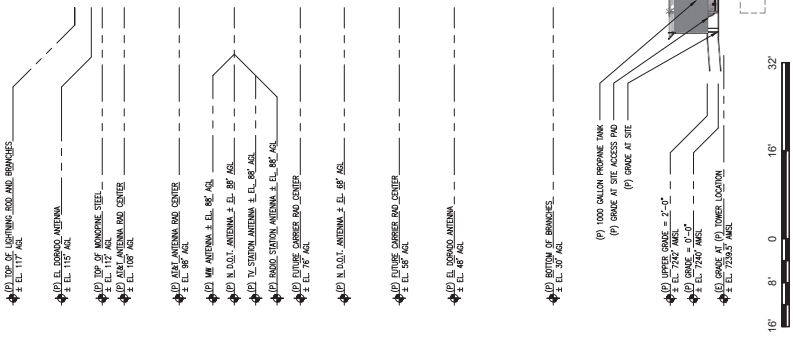 (P) TOP OF LIGHTNING ROD AND BRANCHES
± EL. 117' AGL
(P) EL DORADO ANTENNA
± EL. 115' AGL
(P) TOP OF MONOPINE STEEL
± EL. 112' AGL
(P) AT&T ANTENNA RAD CENTER
± EL. 108' AGL
(P) AT&T ANTENNA RAD CENTER
± EL. 98' AGL
(P) MW ANTENNA ± EL. 88' AGL
(P) N.D.O.T. ANTENNA ± EL. 88' AGL
(P) TV STATION ANTENNA ± EL. 88' AGL
(P) RADIO STATION ANTENNA ± EL. 88' AGL
(P) FUTURE CARRIER RAD CENTER
± EL. 76' AGL
(P) N.D.O.T. ANTENNA ± EL. 68' AGL
(P) FUTURE CARRIER RAD CENTER
± EL. 58' AGL
(P) EL DORADO ANTENNA
± EL. 48' AGL
(P) BOTTOM OF BRANCHES
± EL. 30' AGL
(P) 1000 GALLON PROPANE TANK
(P) GRADE AT SITE ACCESS PAD
(P) GRADE AT SITE
(P) UPPER GRADE = 2'-0"
± EL. 7242' AMSL
(P) GRADE = 0'-0"
± EL. 7240' AMSL
(E) GRADE AT (P) TOWER LOCATION
± EL. 7239.5' AMSL
16' 8' 0 16' 32'